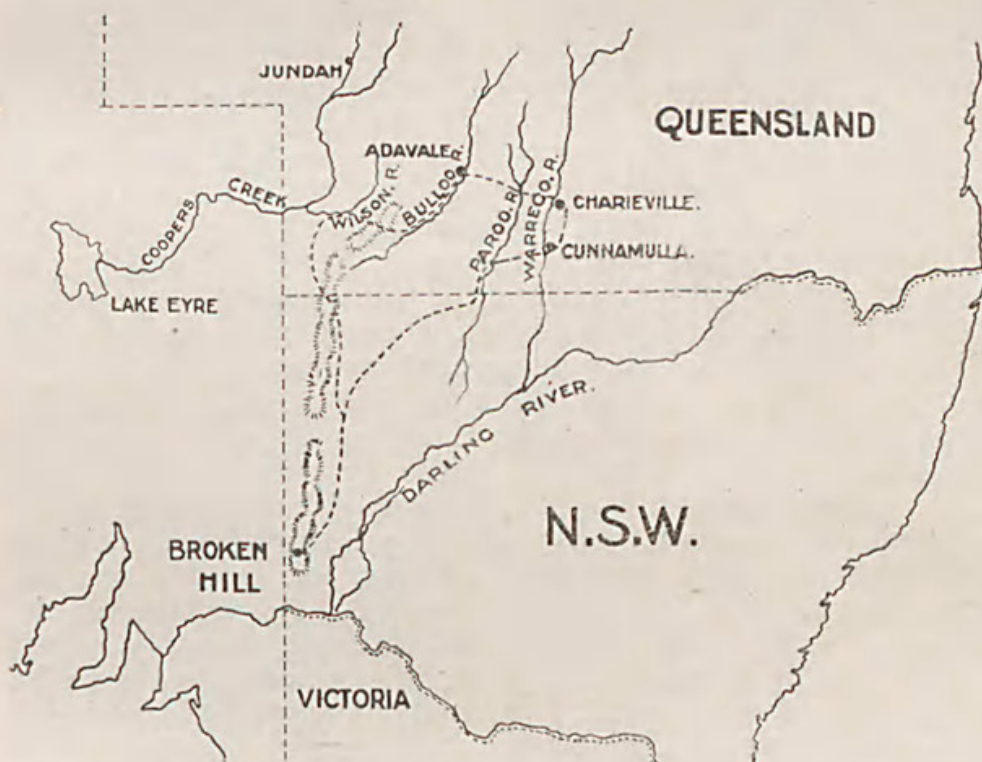 JUNDAH
QUEENSLAND
ADAVALE
COOPERS CREEK
WILSON. R.
BULLOO. R.
PAROO. R.
WARREGO. R.
CHARIEVILLE.
CUNNAMULLA.
LAKE EYRE
DARLING RIVER.
N.S.W.
BROKEN
HILL
VICTORIA